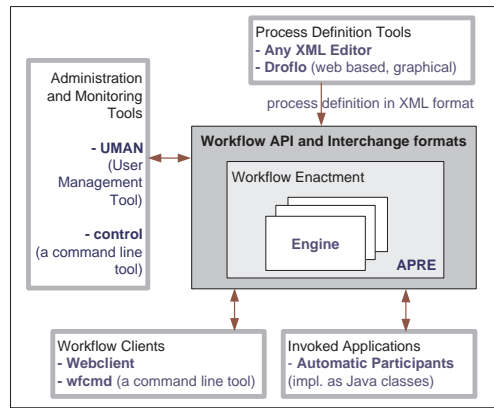 Process Definition Tools
- Any XML Editor
- Droflo (web based, graphical)
process definition in XML format
Administration
and Monitoring
Tools
- UMAN
(User
Management
Tool)
- control
(a command line
tool)
Workflow API and Interchange formats
Workflow Enactment
Engine
APRE
Workflow Clients
- Webclient
- wfcmd (a command line tool)
Invoked Applications
- Automatic Participants
(impl. as Java classes)